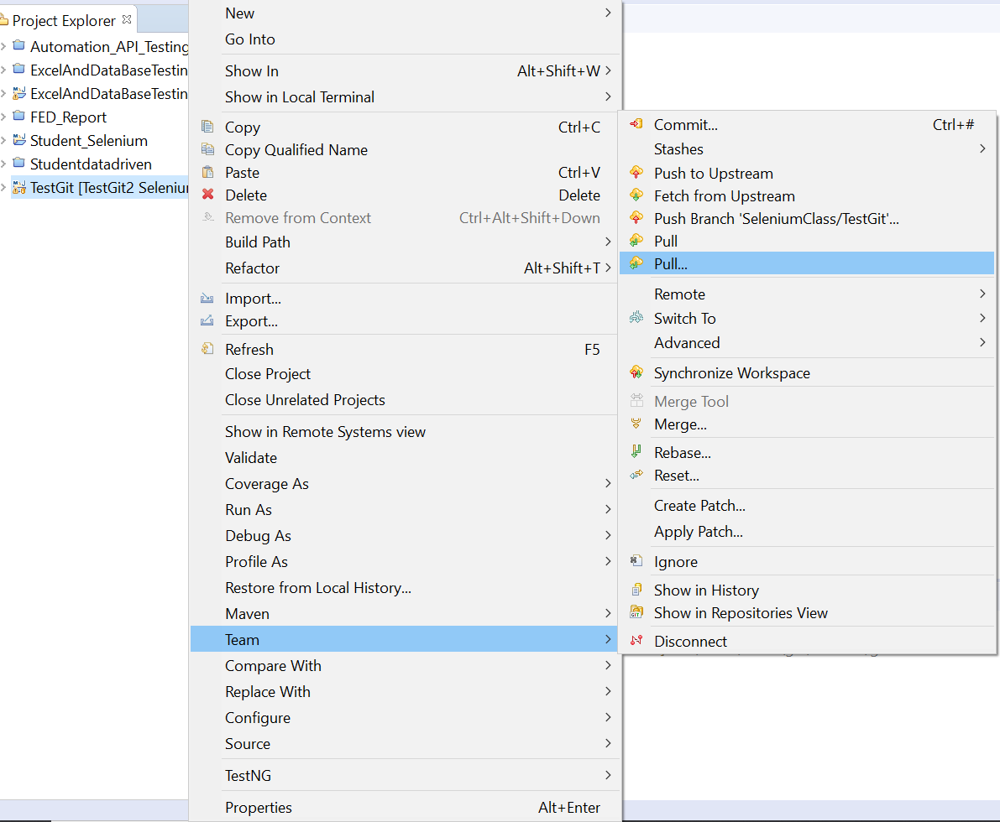 Project Explorer
Automation_API_Testing
ExcelAndDataBaseTestin
ExcelAndDataBaseTestin
FED_Report
Student_Selenium
Studentdatadriven
TestGit [TestGit2 Seleniu
New
Go Into
Show In Alt+Shift+W
Show in Local Terminal
Copy Ctrl+C
Copy Qualified Name
Paste Ctrl+V
Delete Delete
Remove from Context Ctrl+Alt+Shift+Down
Build Path
Refactor Alt+Shift+T
Import...
Export...
Refresh F5
Close Project
Close Unrelated Projects
Show in Remote Systems view
Validate
Coverage As
Run As
Debug As
Profile As
Restore from Local History...
Maven
Team
Compare With
Replace With
Configure
Source
TestNG
Properties Alt+Enter
Commit... Ctrl+#
Stashes
Push to Upstream
Fetch from Upstream
Push Branch 'SeleniumClass/TestGit'...
Pull
Pull...
Remote
Switch To
Advanced
Synchronize Workspace
Merge Tool
Merge...
Rebase...
Reset...
Create Patch...
Apply Patch...
Ignore
Show in History
Show in Repositories View
Disconnect